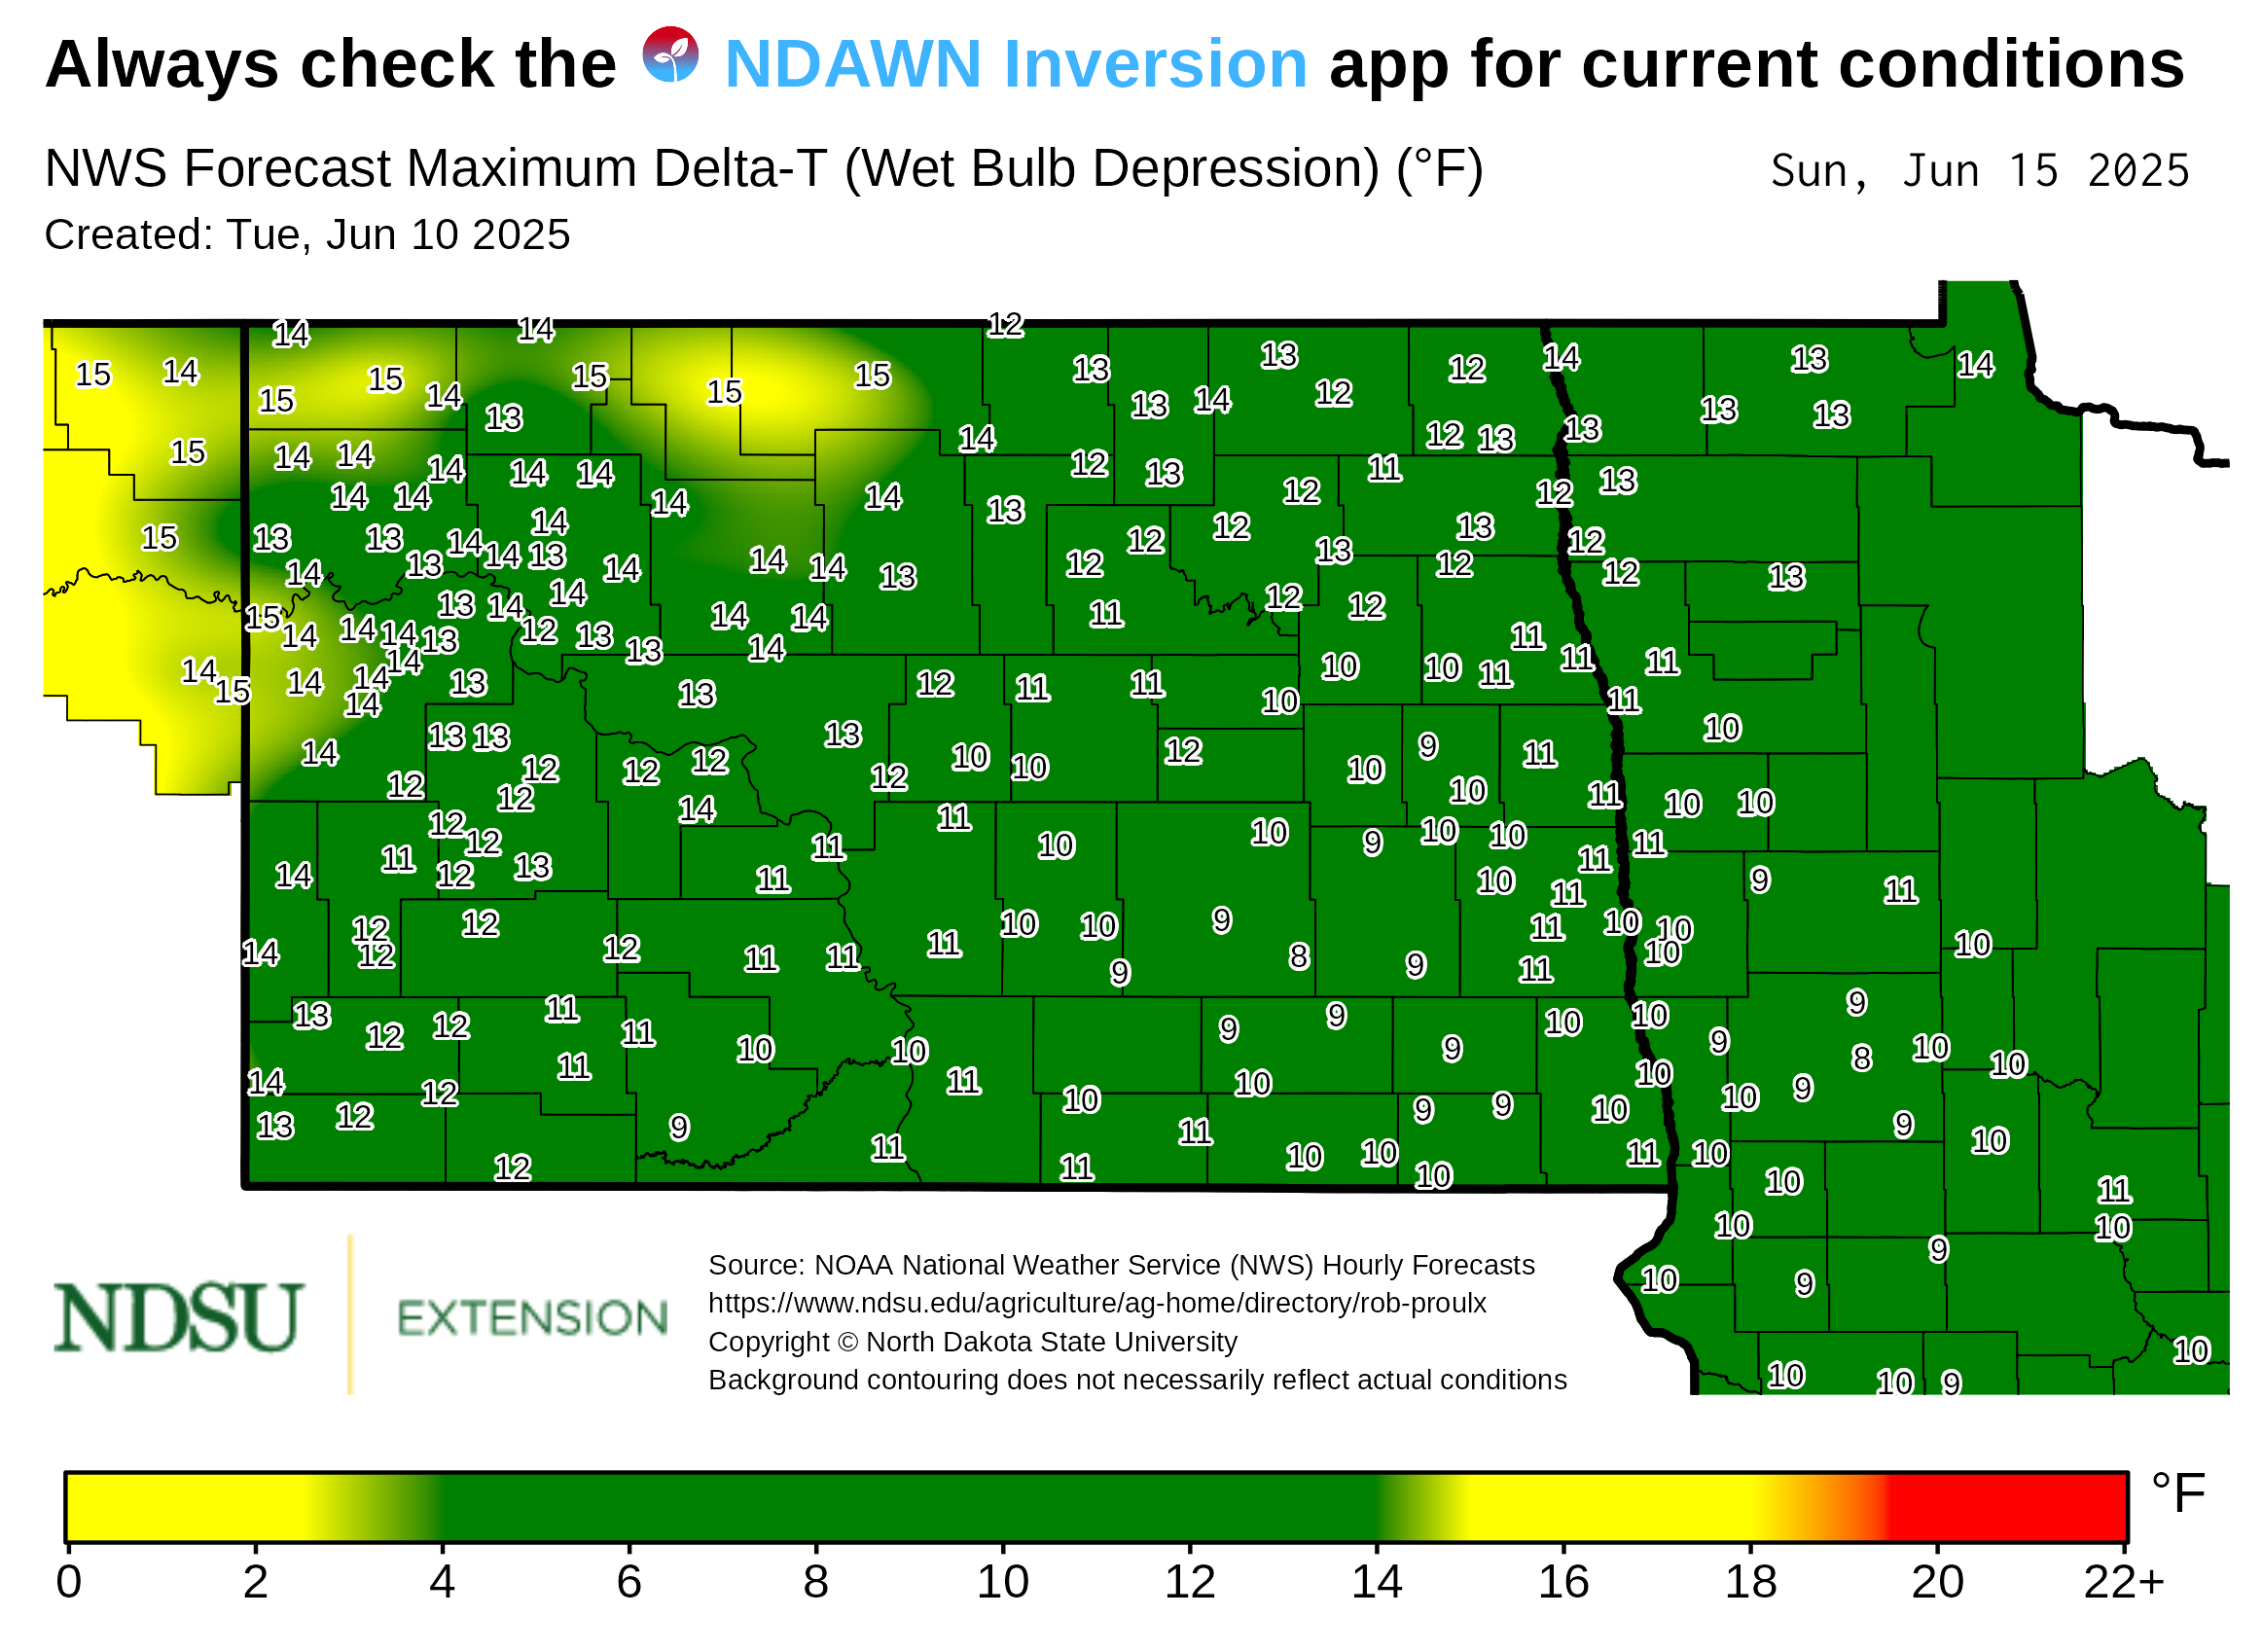 Always check the NDAWN Inversion app for current conditions
NWS Forecast Maximum Delta-T (Wet Bulb Depression) (°F) Sun, Jun 15 2025
Created: Tue, Jun 10 2025
14 14 12
15 14 15 15 15 14 15 15 13 13 12 14 13 14
15 14 13 13 14 12 13 13
15 14 14 14 14 14 14 12 13 12 13 13
14 14 14 14 13 12 11 12 13
15 13 13 14 14 14 13 14 12 12 13 13 12
14 13 14 14 14 13 12 12 12 13
15 13 14 14 12 13 14 14 11 12 12
14 14 14 13 13 14 11 11 11
14 15 14 14 14 14 13 13 12 11 11 10 10 10 11 11
14 13 13 13 12 10 10 12 9 10 11 10
12 12 12 12 12 14 11 10 11 10 10
12 12 11 11 10 10 9 10 10 11
14 11 12 13 11 10 11 11 9 11
14 12 12 12 12 11 11 11 10 10 9 9 8 9 11 11 10 10 10 10
13 12 12 11 11 10 10 9 9 9 10 10 9 9 8 10 10
14 12 11 11 10 10 10 10 9
13 12 12 9 11 11 11 10 10 10 9 9 10 11 10 9 10
10 11
10 10
9
10 9
Source: NOAA National Weather Service (NWS) Hourly Forecasts
https://www.ndsu.edu/agriculture/ag-home/directory/rob-proulx
Copyright © North Dakota State University
Background contouring does not necessarily reflect actual conditions
NDSU EXTENSION
10
10 10 9
°F
0 2 4 6 8 10 12 14 16 18 20 22+